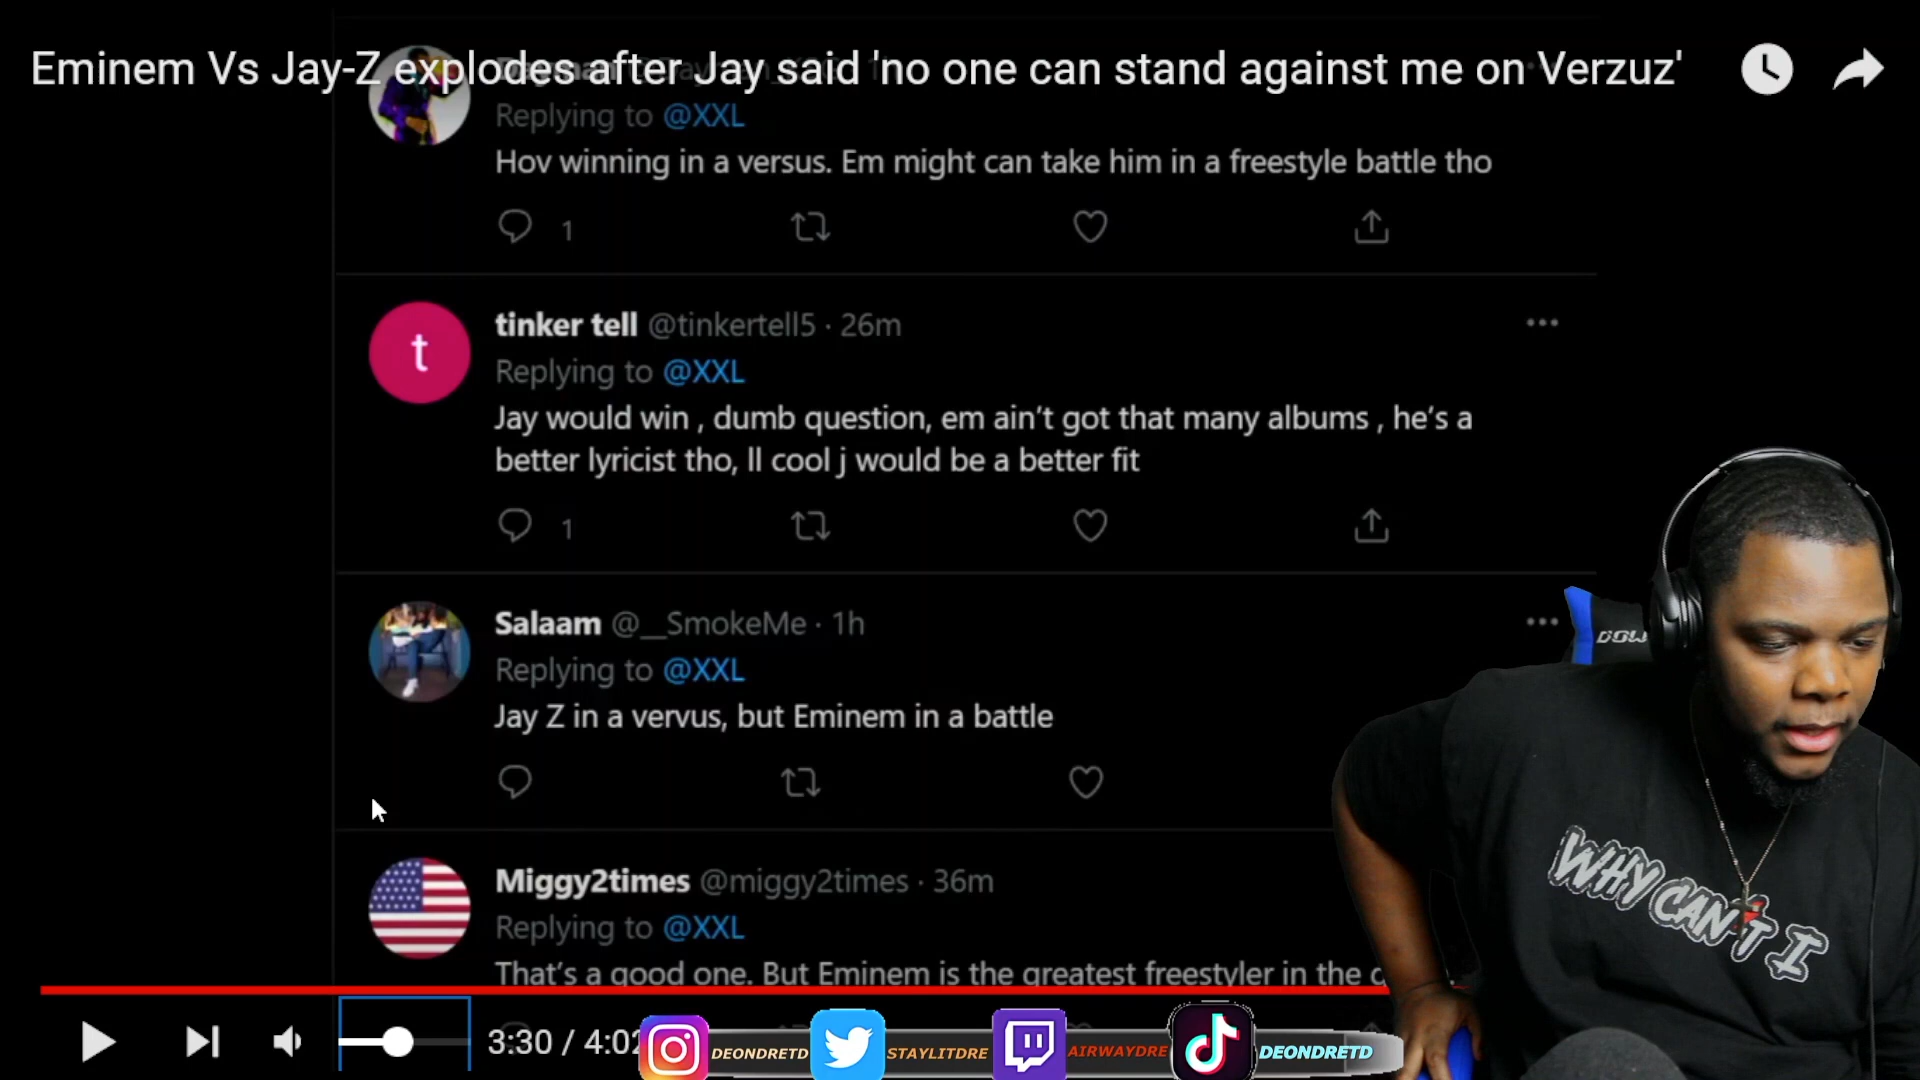 Eminem Vs Jay-Z explodes after Jay said 'no one can stand against me on Verzuz'
Replying to @XXL
Hov winning in a versus. Em might can take him in a freestyle battle tho
1
t
tinker tell @tinkertell5 · 26m
Replying to @XXL
Jay would win , dumb question, em ain't got that many albums , he's a
better lyricist tho, ll cool j would be a better fit
1
Salaam @__SmokeMe · 1h
Replying to @XXL
Jay Z in a vervus, but Eminem in a battle
Miggy2times @miggy2times · 36m
Replying to @XXL
That's a good one. But Eminem is the greatest freestyler in the
WHY CAN'T I
3:30 / 4:02
DEONDRETD
STAYLITDRE
AIRWAYDRE
DEONDRETD